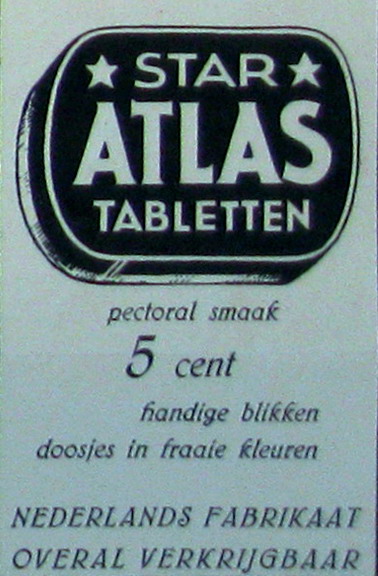 ★ STAR ★
ATLAS
TABLETTEN
pectoral smaak
5 cent
handige blikken
doosjes in fraaie kleuren
NEDERLANDS FABRIKAAT
OVERAL VERKRIJGBAAR